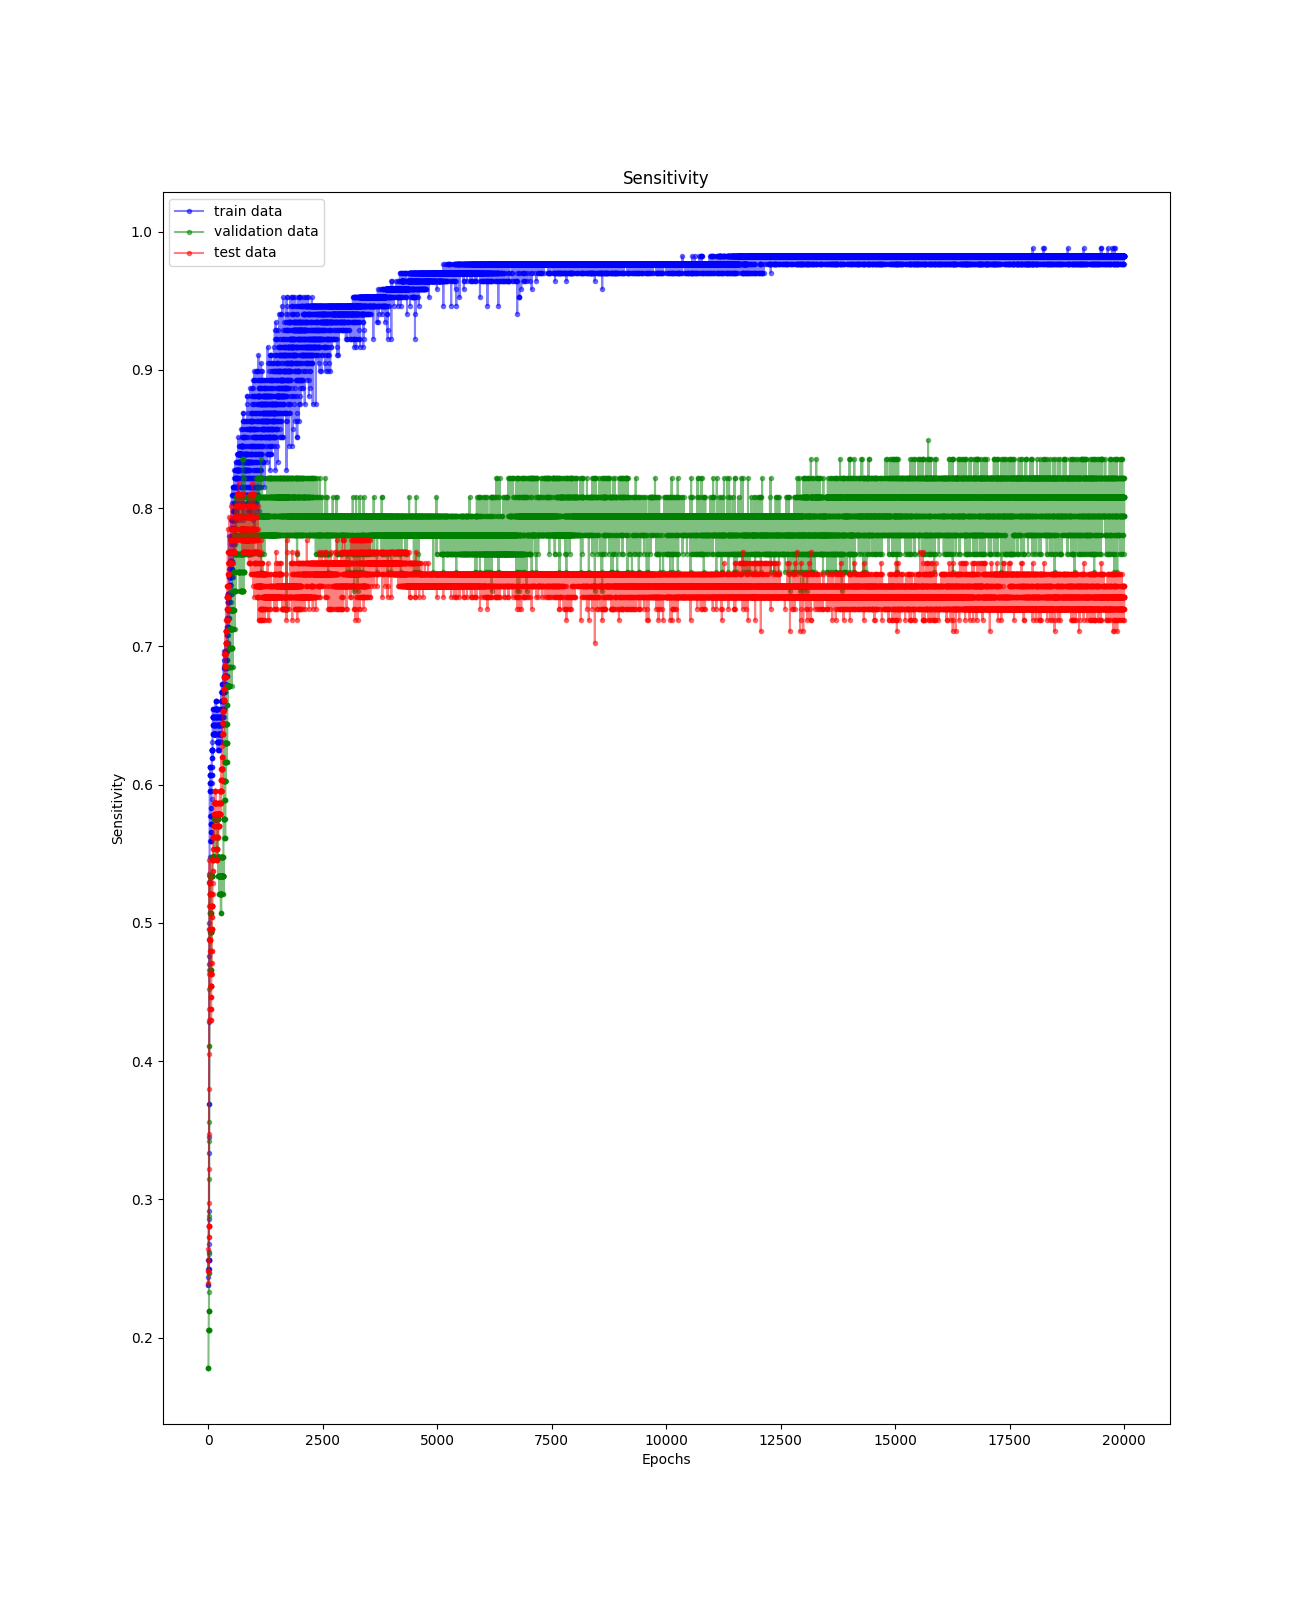 Sensitivity
train data
validation data
test data
1.0
0.9
0.8
0.7
0.6
0.5
0.4
0.3
0.2
Sensitivity
0 2500 5000 7500 10000 12500 15000 17500 20000
Epochs